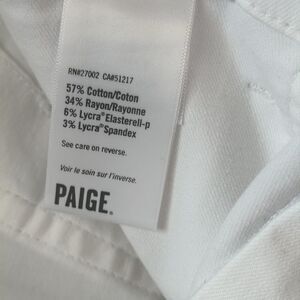 RN#27002 CA#51217
57% Cotton/Coton
34% Rayon/Rayonne
6% Lycra® Elasterell-p
3% Lycra® Spandex
See care on reverse.
Voir le soin sur l'inverse.
PAIGE